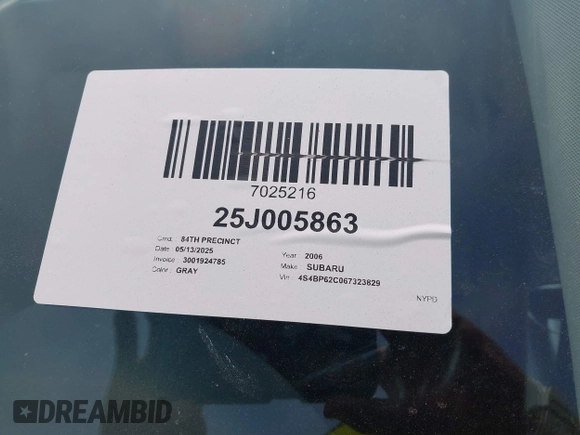 7025216
25J005863
Cmd: 84TH PRECINCT
Date: 05/13/2025
Invoice: 3001924785
Color: GRAY
Year: 2006
Make: SUBARU
Vin: 4S4BP62C067323829
NYPD
DREAMBID